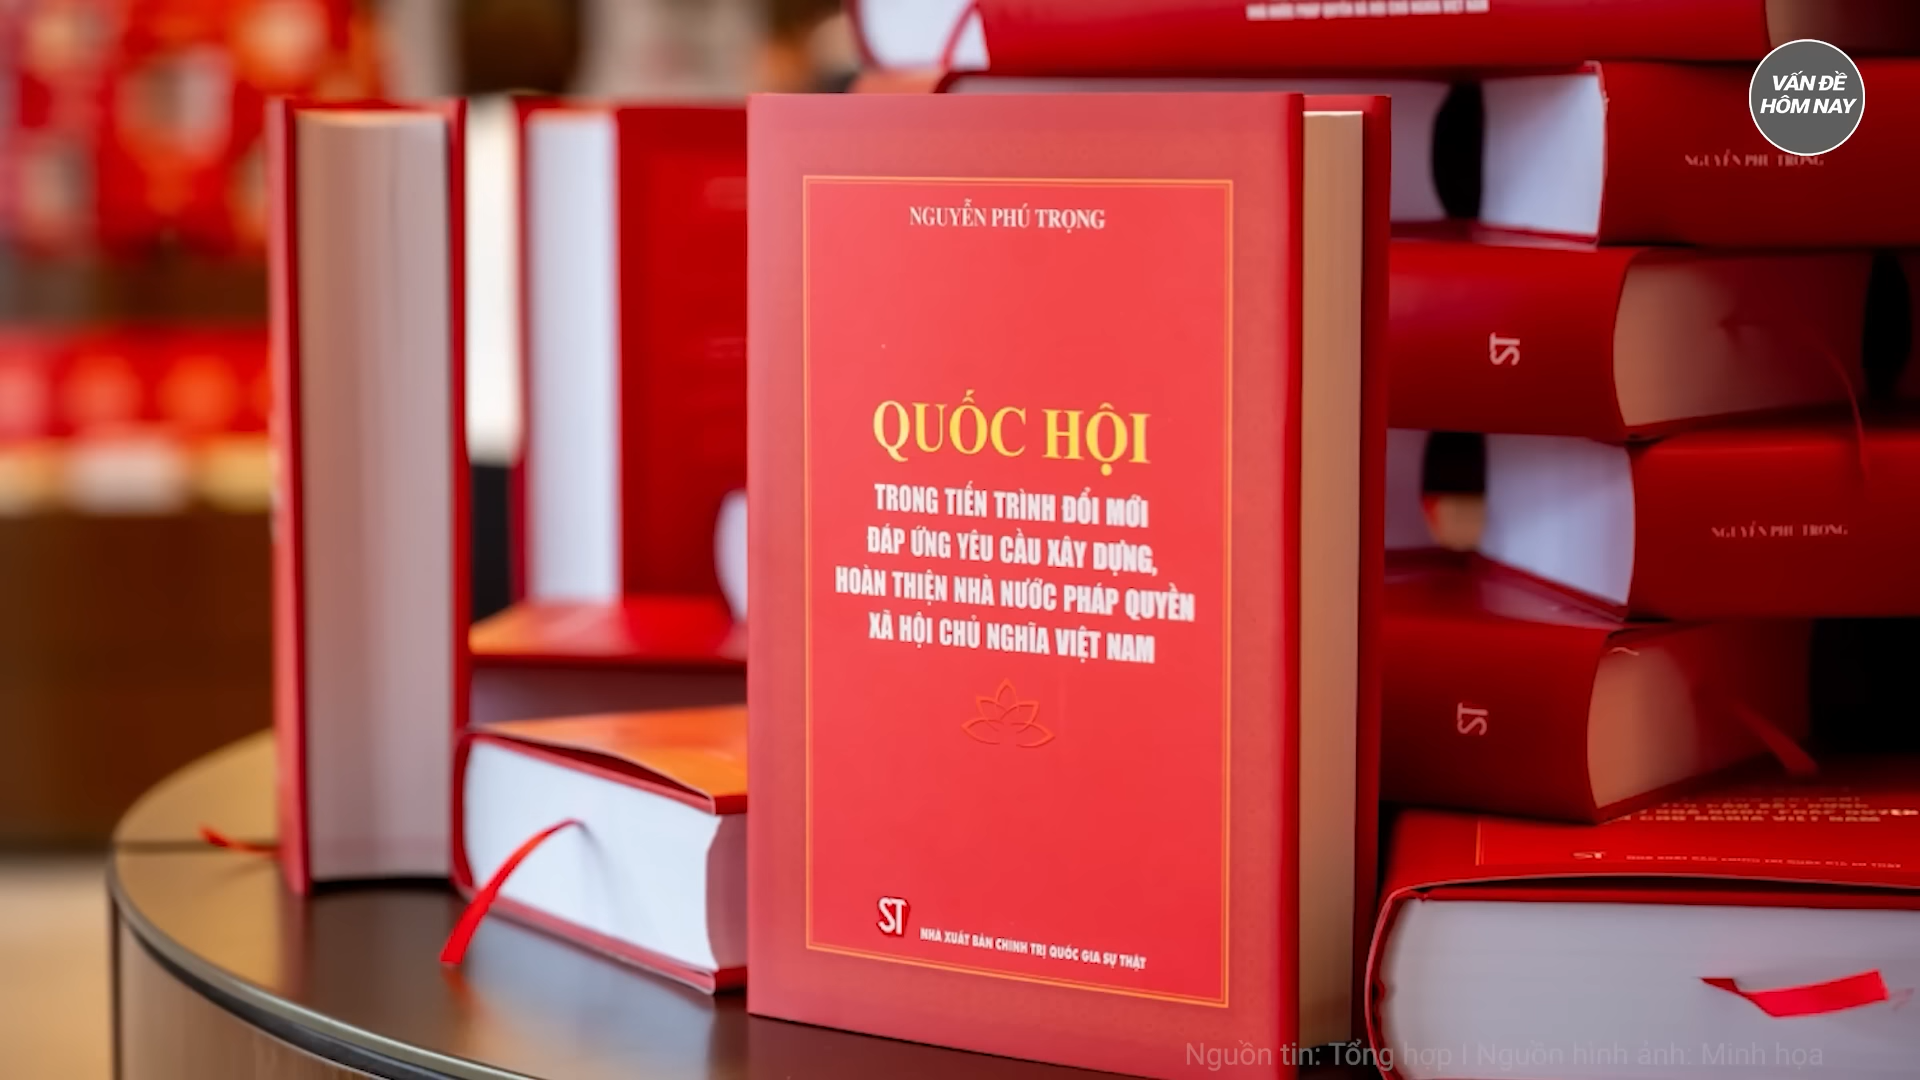 VẤN ĐỀ
HÔM NAY
NGUYỄN PHÚ TRỌNG
NGUYỄN PHÚ TRỌNG
QUỐC HỘI
TRONG TIẾN TRÌNH ĐỔI MỚI
ĐÁP ỨNG YÊU CẦU XÂY DỰNG,
HOÀN THIỆN NHÀ NƯỚC PHÁP QUYỀN
XÃ HỘI CHỦ NGHĨA VIỆT NAM
ST
NHÀ XUẤT BẢN CHÍNH TRỊ QUỐC GIA SỰ THẬT
ST
NGUYỄN PHÚ TRỌNG
ST
Nguồn tin: Tổng hợp I Nguồn hình ảnh: Minh họa